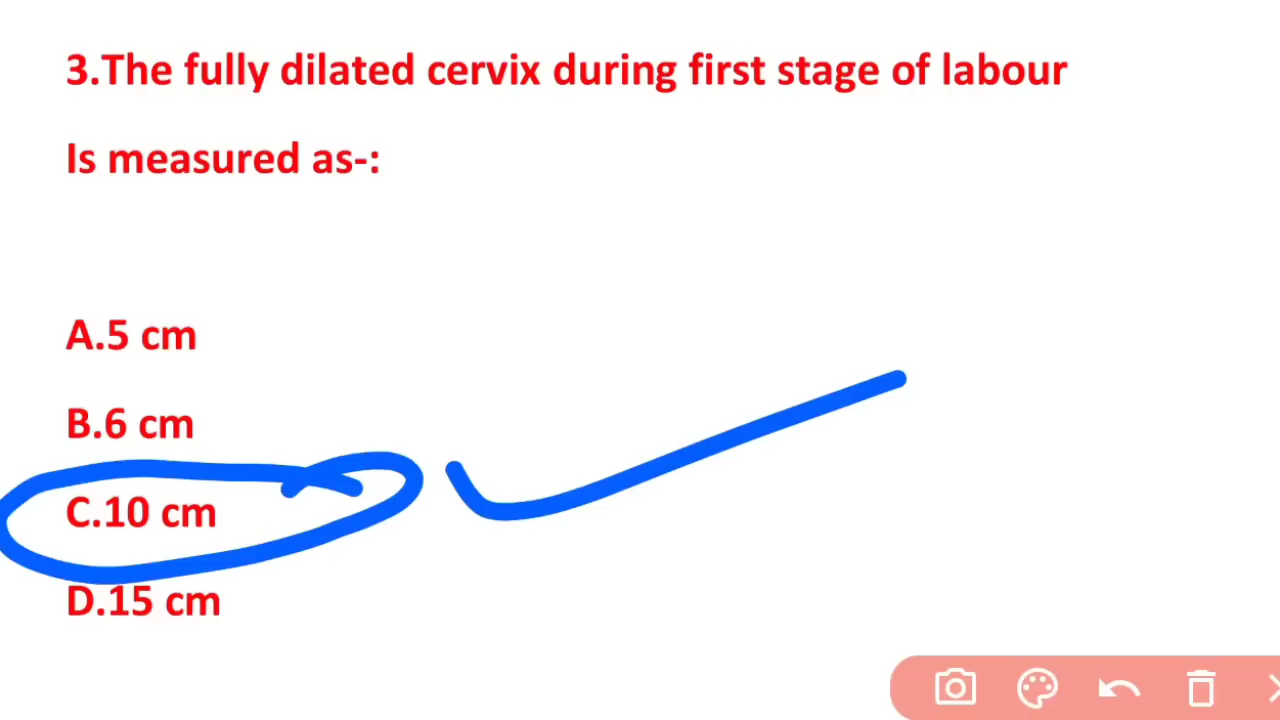 3.The fully dilated cervix during first stage of labour
Is measured as-:
A.5 cm
B.6 cm
C.10 cm
D.15 cm